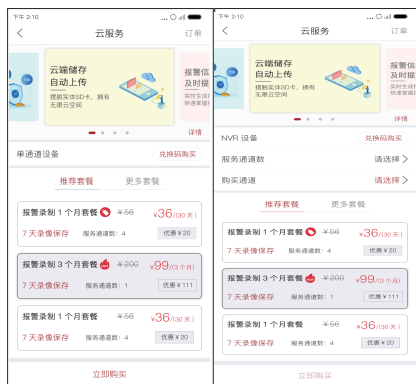 下午 2:10
云服务
订单
云端储存
自动上传
摆脱实体SD卡，拥有
无限云空间
报警信
及时提
实时生成报
快速掌握
详情
单通道设备
兑换码购买
推荐套餐
更多套餐
报警录制 1 个月套餐
¥56
¥36/(30 天)
7 天录像保存
服务通道数：4
优惠 ¥20
报警录制 3 个月套餐
¥200
¥99/(3 个月)
7 天录像保存
服务通道数：1
优惠 ¥111
报警录制 1 个月套餐
¥56
¥36/(30 天)
7 天录像保存
服务通道数：4
优惠 ¥20
立即购买
下午 2:10
云服务
订单
云端储存
自动上传
摆脱实体SD卡，拥有
无限云空间
报警信
及时提
实时生成报
快速掌握
详情
NVR 设备
兑换码购买
服务通道数
请选择
购买通道
请选择
推荐套餐
更多套餐
报警录制 1 个月套餐
¥56
¥36/(30 天)
7 天录像保存
服务通道数：4
优惠 ¥20
报警录制 3 个月套餐
¥200
¥99/(3 个月)
7 天录像保存
服务通道数：1
优惠 ¥111
报警录制 1 个月套餐
¥56
¥36/(30 天)
7 天录像保存
服务通道数：4
优惠 ¥20
立即购买